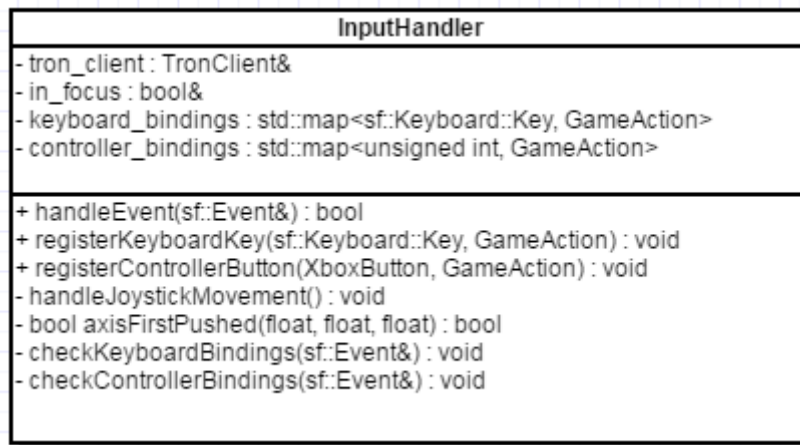 InputHandler
- tron_client : TronClient&
- in_focus : bool&
- keyboard_bindings : std::map<sf::Keyboard::Key, GameAction>
- controller_bindings : std::map<unsigned int, GameAction>
+ handleEvent(sf::Event&) : bool
+ registerKeyboardKey(sf::Keyboard::Key, GameAction) : void
+ registerControllerButton(XboxButton, GameAction) : void
- handleJoystickMovement() : void
- bool axisFirstPushed(float, float, float) : bool
- checkKeyboardBindings(sf::Event&) : void
- checkControllerBindings(sf::Event&) : void